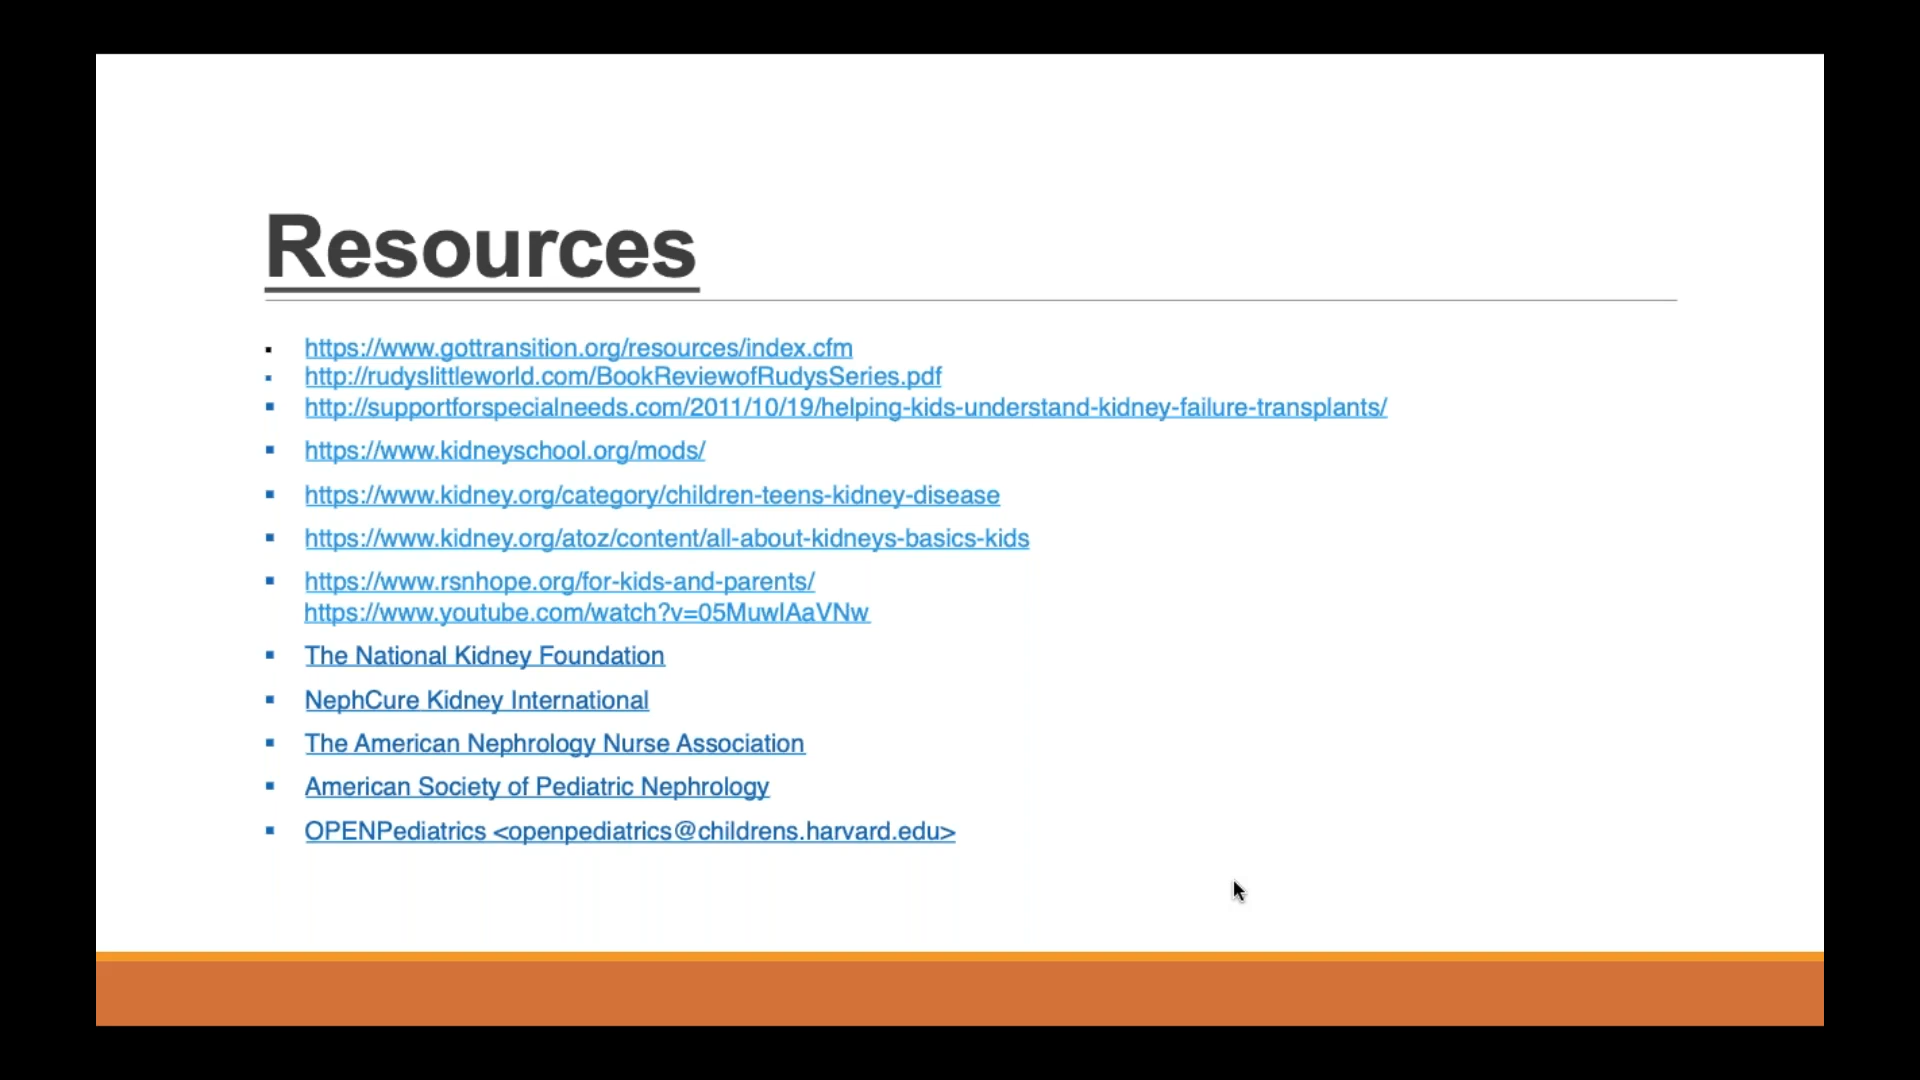 Resources
▪ https://www.gottransition.org/resources/index.cfm
▪ http://rudyslittleworld.com/BookReviewofRudysSeries.pdf
▪ http://supportforspecialneeds.com/2011/10/19/helping-kids-understand-kidney-failure-transplants/
▪ https://www.kidneyschool.org/mods/
▪ https://www.kidney.org/category/children-teens-kidney-disease
▪ https://www.kidney.org/atoz/content/all-about-kidneys-basics-kids
▪ https://www.rsnhope.org/for-kids-and-parents/
https://www.youtube.com/watch?v=05MuwlAaVNw
▪ The National Kidney Foundation
▪ NephCure Kidney International
▪ The American Nephrology Nurse Association
▪ American Society of Pediatric Nephrology
▪ OPENPediatrics <openpediatrics@childrens.harvard.edu>